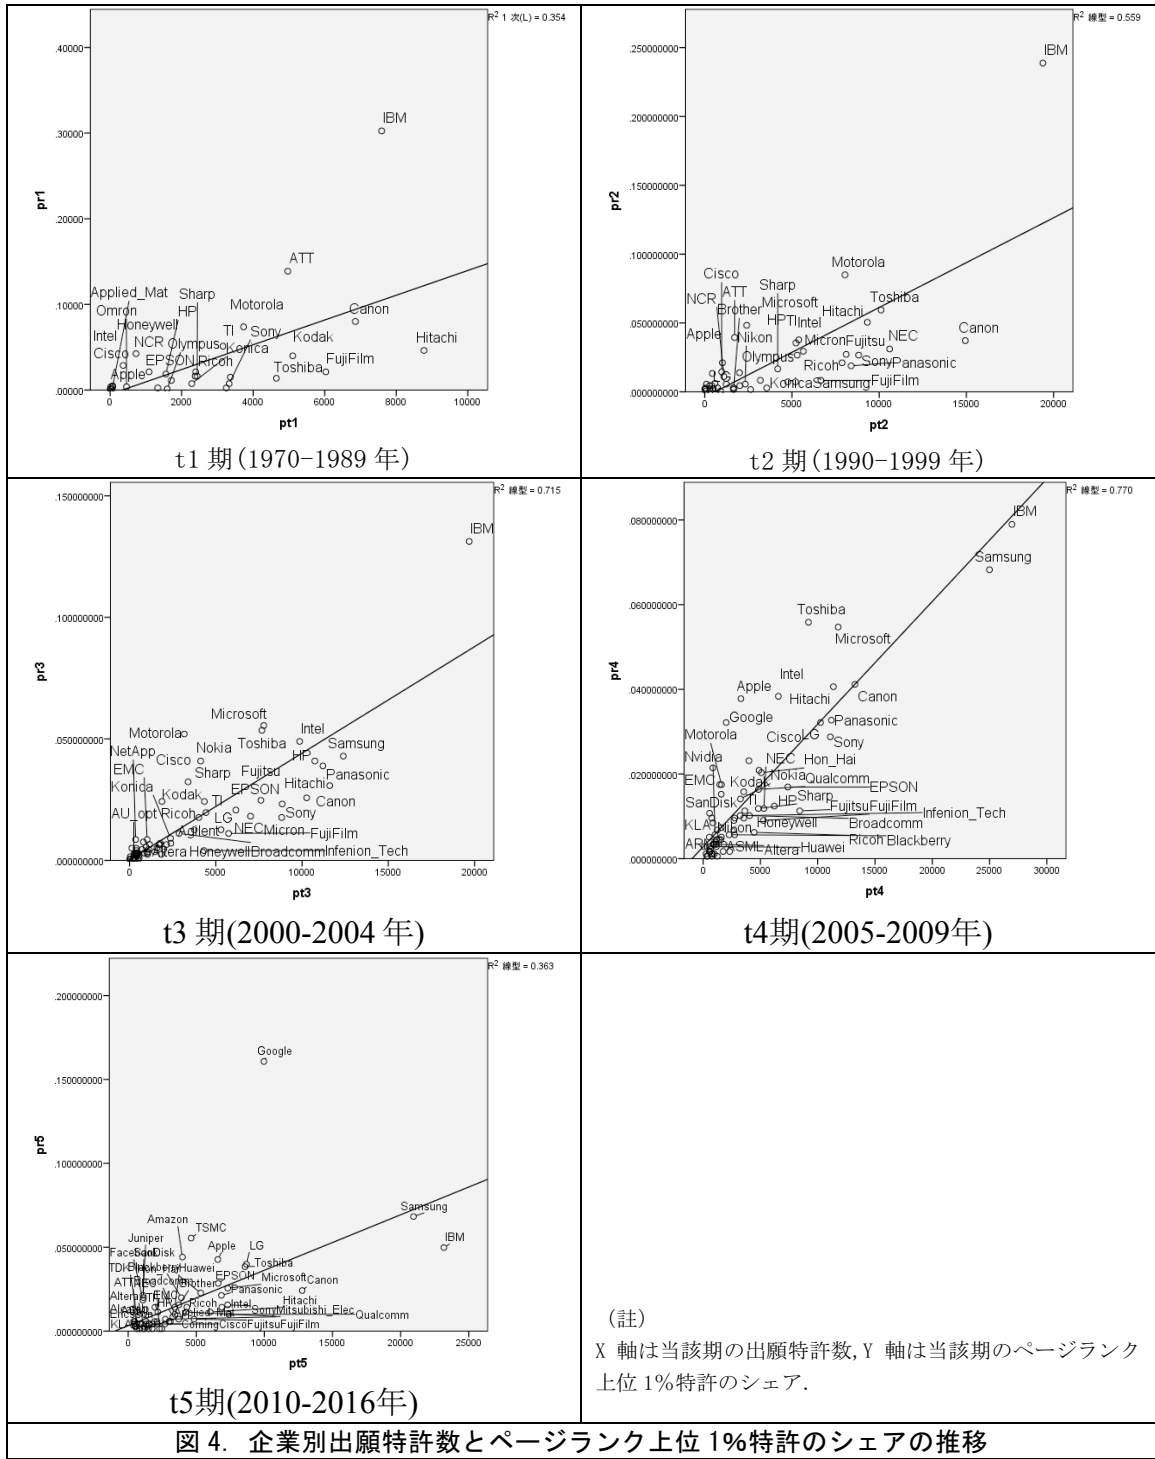 R² 1 次(L) = 0.354
.40000
IBM
.30000
pr1
.20000
ATT
Applied_Mat
Sharp
Omron
HP
Motorola
Canon
.10000
Honeywell
TI
Sony
Intel
NCR
Olympus
Konica
Kodak
Hitachi
Cisco
EPSON
Ricoh
Toshiba
FujiFilm
Apple
.00000
0
2000
4000
6000
8000
10000
pt1
t1 期(1970-1989 年)
R² 線型 = 0.559
.250000000
IBM
.200000000
pr2
.150000000
.100000000
Motorola
Cisco
Sharp
Toshiba
NCR
ATT
Microsoft
Brother
Hitachi
HP
TI
Intel
.050000000
Apple
Nikon
Micron
Fujitsu
NEC
Canon
Olympus
Ricoh
Sony
Panasonic
Konica
Samsung
FujiFilm
.000000000
0
5000
10000
15000
20000
pt2
t2 期(1990-1999 年)
R² 線型 = 0.715
.150000000
IBM
.100000000
pr3
Microsoft
Motorola
Intel
.050000000
NetApp
Nokia
Toshiba
Samsung
Cisco
HP
EMC
Sharp
Fujitsu
Panasonic
Konica
EPSON
Hitachi
Kodak
TI
Canon
AU_opt
Ricoh
LG
Sony
Agilent
NEC
Micron
FujiFilm
Altera
Honeywell
Broadcomm
Infenion_Tech
.000000000
0
5000
10000
15000
20000
pt3
t3 期(2000-2004 年)
R² 線型 = 0.770
.080000000
IBM
Samsung
.060000000
Toshiba
Microsoft
pr4
Intel
Apple
.040000000
Hitachi
Canon
Google
Panasonic
Motorola
Cisco
LG
Sony
Nvidia
NEC
Hon_Hai
.020000000
EMC
Kodak
Nokia
Qualcomm
EPSON
SanDisk
TI
HP
Sharp
Fujitsu
FujiFilm
Infenion_Tech
KLA
Nikon
Honeywell
Broadcomm
Ricoh
Blackberry
ASML
Altera
Huawei
.000000000
0
5000
10000
15000
20000
25000
30000
pt4
t4期(2005-2009年)
R² 線型 = 0.363
.200000000
Google
.150000000
pr5
.100000000
Samsung
Amazon
TSMC
IBM
Juniper
.050000000
Apple
LG
Facebook
SanDisk
Toshiba
TDK
Blackberry
Hon_Hai
Huawei
EPSON
Microsoft
Canon
ATT
NEC
Broadcomm
Brother
Panasonic
Altera
EMC
Hitachi
HP
Ricoh
Intel
Sony
Mitsubishi_Elec
Qualcomm
KLA
Corning
Cisco
Fujitsu
FujiFilm
.000000000
0
5000
10000
15000
20000
25000
pt5
t5期(2010-2016年)
(註)
X 軸は当該期の出願特許数, Y 軸は当該期のページランク
上位 1%特許のシェア.
図 4. 企業別出願特許数とページランク上位 1%特許のシェアの推移